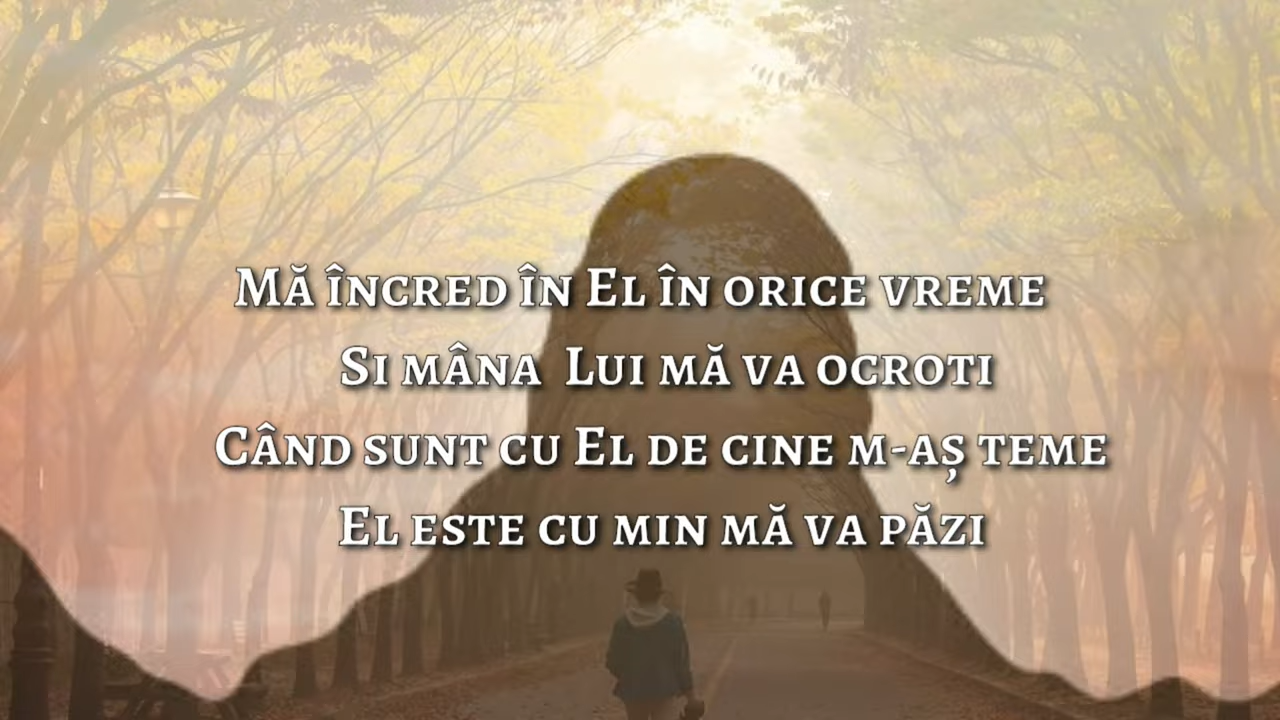 Mă încred în El în orice vreme
Si mâna Lui mă va ocroti
Când sunt cu El de cine m-aș teme
El este cu min mă va păzi